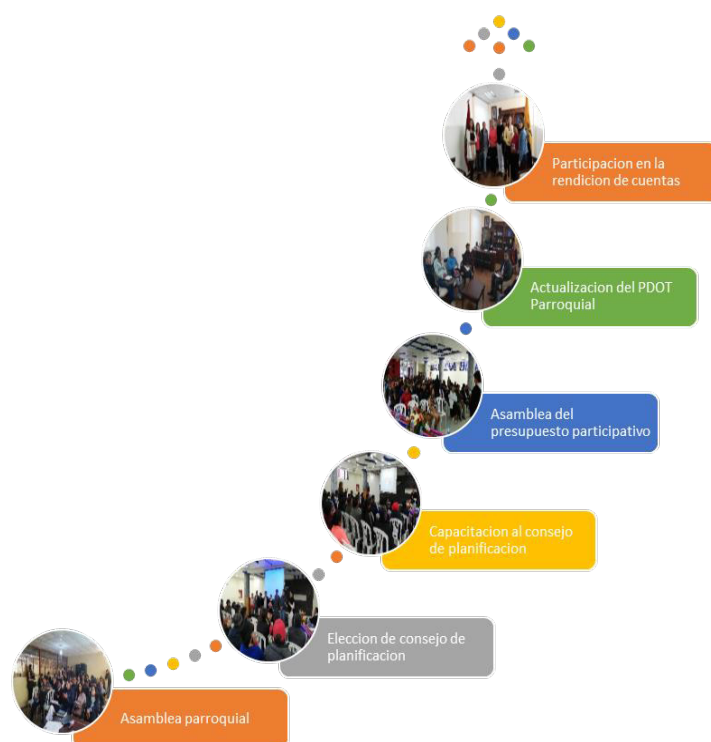 Participacion en la
rendicion de cuentas
Actualizacion del PDOT
Parroquial
Asamblea del
presupuesto participativo
Capacitacion al consejo
de planificacion
Eleccion de consejo de
planificacion
Asamblea parroquial